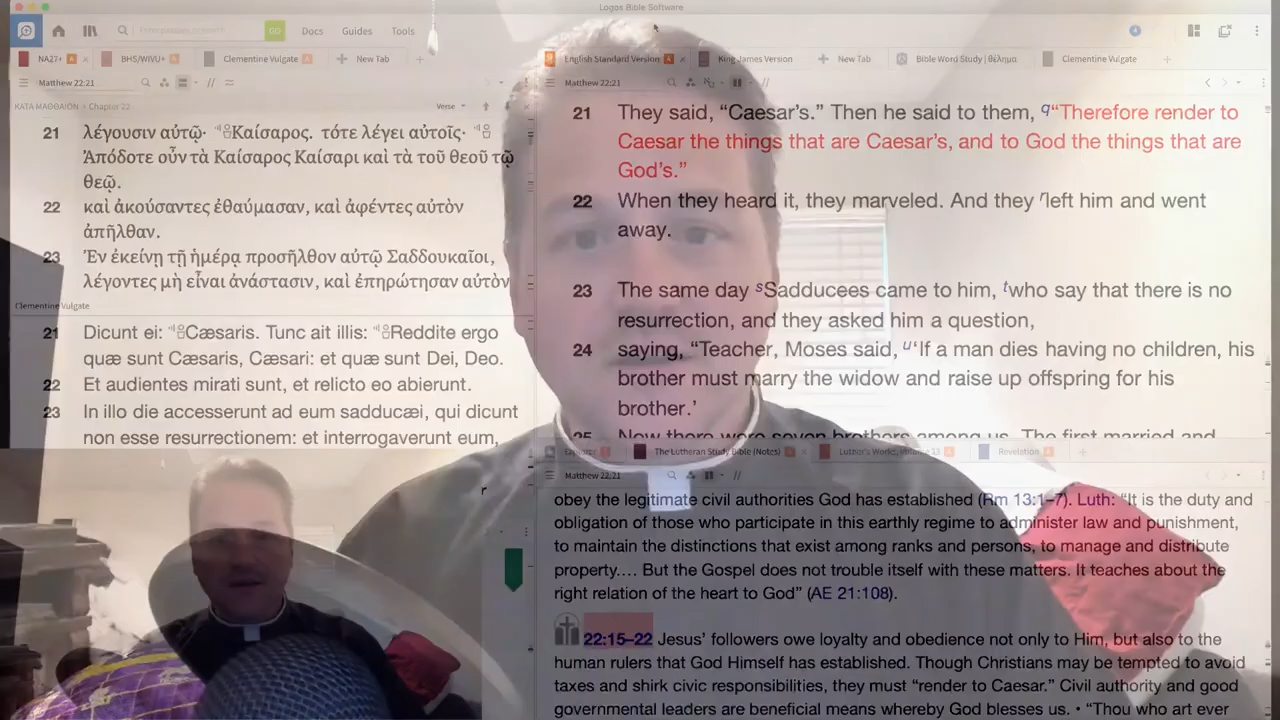 Logos Bible Software
Docs Guides Tools
NA27+
BHS/WIVU+
Clementine Vulgate
New Tab
Matthew 22:21
ΚΑΤΑ ΜΑΘΘΑΙΟΝ › Chapter 22
Verse
21 λέγουσιν αὐτῷ· Καίσαρος. τότε λέγει αὐτοῖς·
Ἀπόδοτε οὖν τὰ Καίσαρος Καίσαρι καὶ τὰ τοῦ θεοῦ τῷ
θεῷ.
22 καὶ ἀκούσαντες ἐθαύμασαν, καὶ ἀφέντες αὐτὸν
ἀπῆλθαν.
23 Ἐν ἐκείνῃ τῇ ἡμέρᾳ προσῆλθον αὐτῷ Σαδδουκαῖοι,
λέγοντες μὴ εἶναι ἀνάστασιν, καὶ ἐπηρώτησαν αὐτὸν
Clementine Vulgate
21 Dicunt ei: Cæsaris. Tunc ait illis: Reddite ergo
quæ sunt Cæsaris, Cæsari: et quæ sunt Dei, Deo.
22 Et audientes mirati sunt, et relicto eo abierunt.
23 In illo die accesserunt ad eum sadducæi, qui dicunt
non esse resurrectionem: et interrogaverunt eum,
English Standard Version
King James Version
New Tab
Bible Word Study | θέλημα
Clementine Vulgate
Matthew 22:21
21 They said, “Caesar’s.” Then he said to them, q“Therefore render to
Caesar the things that are Caesar’s, and to God the things that are
God’s.”
22 When they heard it, they marveled. And they rleft him and went
away.
23 The same day sSadducees came to him, twho say that there is no
resurrection, and they asked him a question,
24 saying, “Teacher, Moses said, u‘If a man dies having no children, his
brother must marry the widow and raise up offspring for his
brother.’
25 Now there were seven brothers among us. The first married and
Explorer
The Lutheran Study Bible (Notes)
Luther's Works, Volume 13
Revelation
Matthew 22:21
obey the legitimate civil authorities God has established (Rm 13:1–7). Luth: “It is the duty and
obligation of those who participate in this earthly regime to administer law and punishment,
to maintain the distinctions that exist among ranks and persons, to manage and distribute
property.… But the Gospel does not trouble itself with these matters. It teaches about the
right relation of the heart to God” (AE 21:108).
22:15–22 Jesus’ followers owe loyalty and obedience not only to Him, but also to the
human rulers that God Himself has established. Though Christians may be tempted to avoid
taxes and shirk civic responsibilities, they must “render to Caesar.” Civil authority and good
governmental leaders are beneficial means whereby God blesses us. • “Thou who art ever